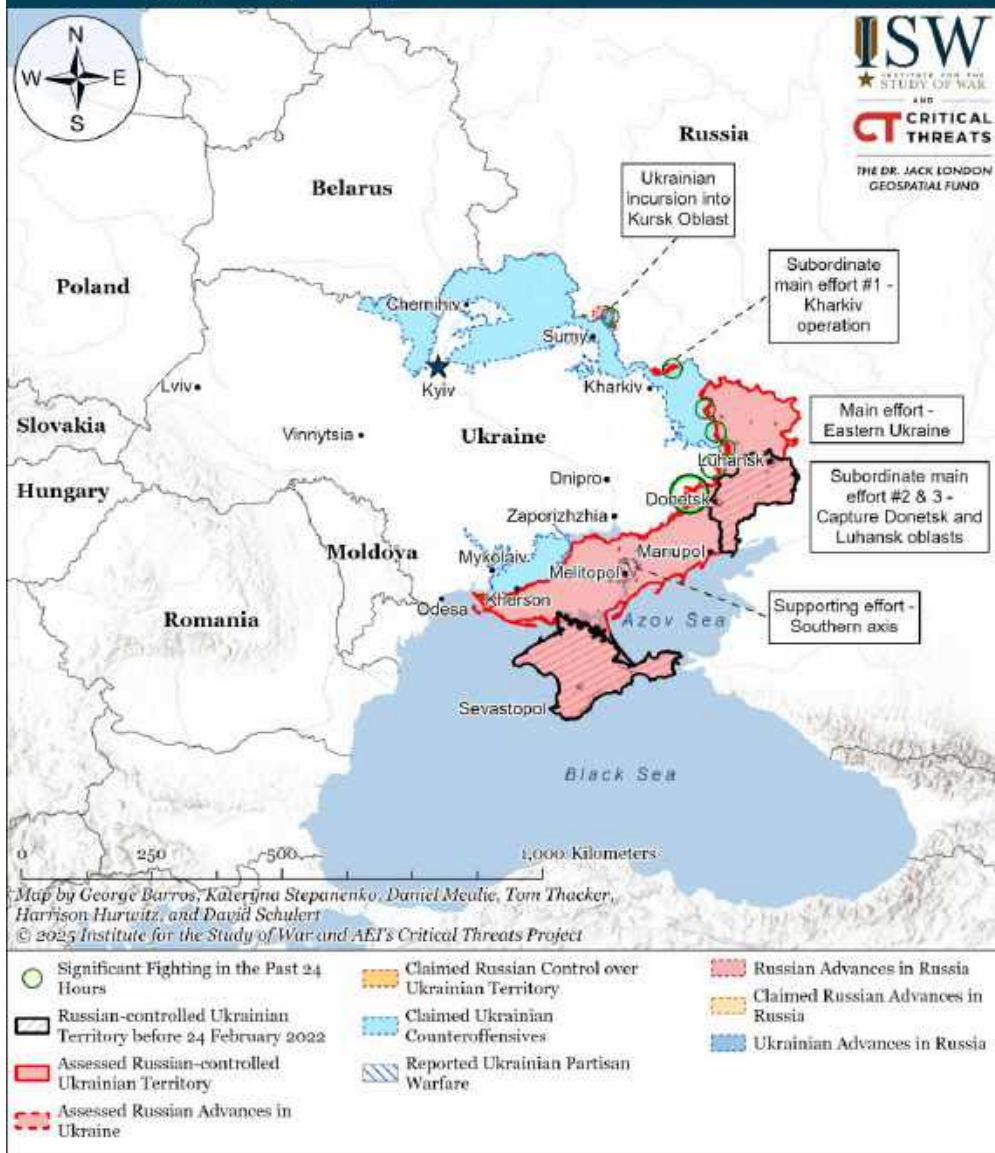 N
W E
S
ISW
INSTITUTE FOR THE
STUDY OF WAR
AND
CT CRITICAL
THREATS
THE DR. JACK LONDON
GEOSPATIAL FUND
Russia
Belarus
Ukrainian
incursion into
Kursk Oblast
Poland
Subordinate
main effort #1 -
Kharkiv
operation
Chernihiv
Sumy
Kyiv
Lviv
Kharkiv
Slovakia
Vinnytsia
Ukraine
Main effort -
Eastern Ukraine
Luhansk
Hungary
Dnipro
Donetsk
Subordinate main
effort #2 & 3 -
Capture Donetsk and
Luhansk oblasts
Zaporizhzhia
Moldova
Mykolaiv
Mariupol
Melitopol
Kherson
Odesa
Romania
Azov Sea
Supporting effort -
Southern axis
Sevastopol
Black Sea
0 250 500 1,000 Kilometers
Map by George Barros, Kateryna Stepanenko, Daniel Mealie, Tom Thacker,
Harrison Hurwitz, and David Schulert
© 2025 Institute for the Study of War and AEI's Critical Threats Project
Significant Fighting in the Past 24
Hours
Russian-controlled Ukrainian
Territory before 24 February 2022
Assessed Russian-controlled
Ukrainian Territory
Assessed Russian Advances in
Ukraine
Claimed Russian Control over
Ukrainian Territory
Claimed Ukrainian
Counteroffensives
Reported Ukrainian Partisan
Warfare
Russian Advances in Russia
Claimed Russian Advances in
Russia
Ukrainian Advances in Russia